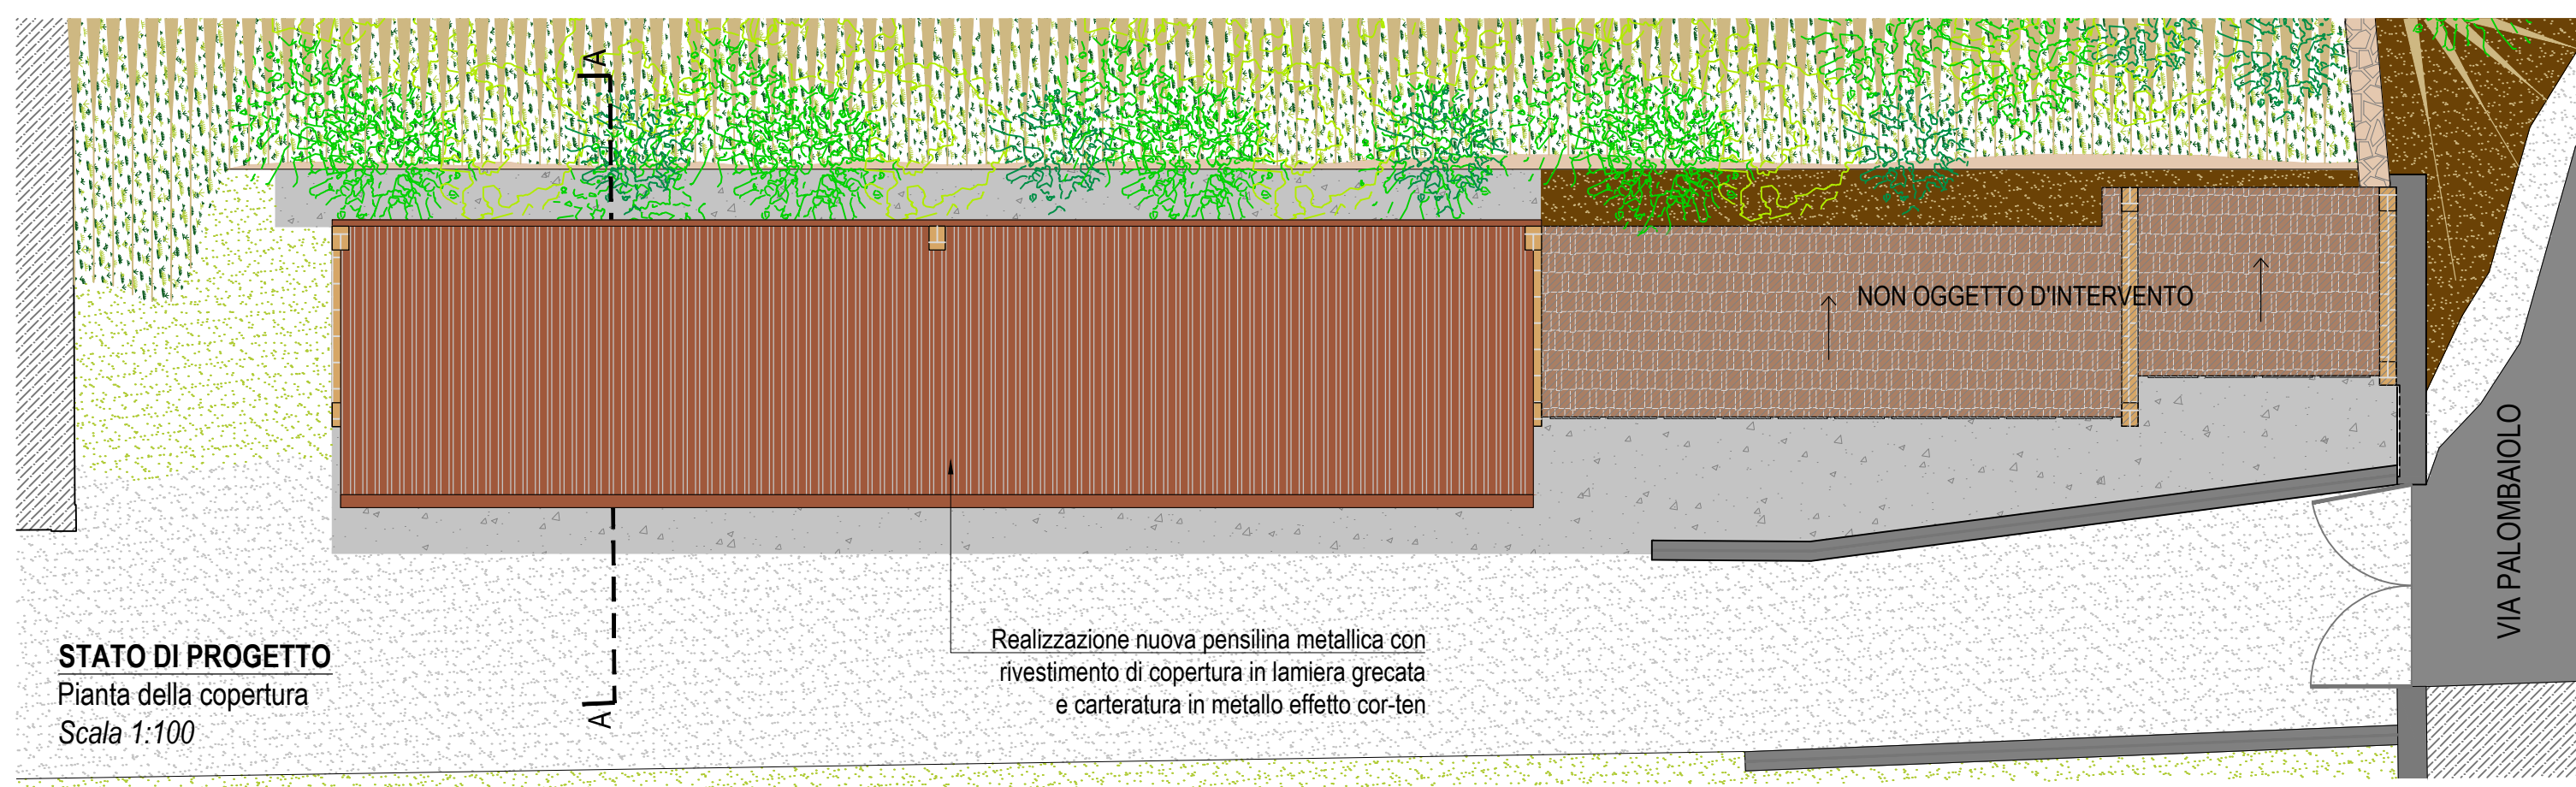 A
NON OGGETTO D'INTERVENTO
VIA PALOMBAIOLO
Realizzazione nuova pensilina metallica con
rivestimento di copertura in lamiera grecata
e carteratura in metallo effetto cor-ten
STATO DI PROGETTO
Pianta della copertura
Scala 1:100
A